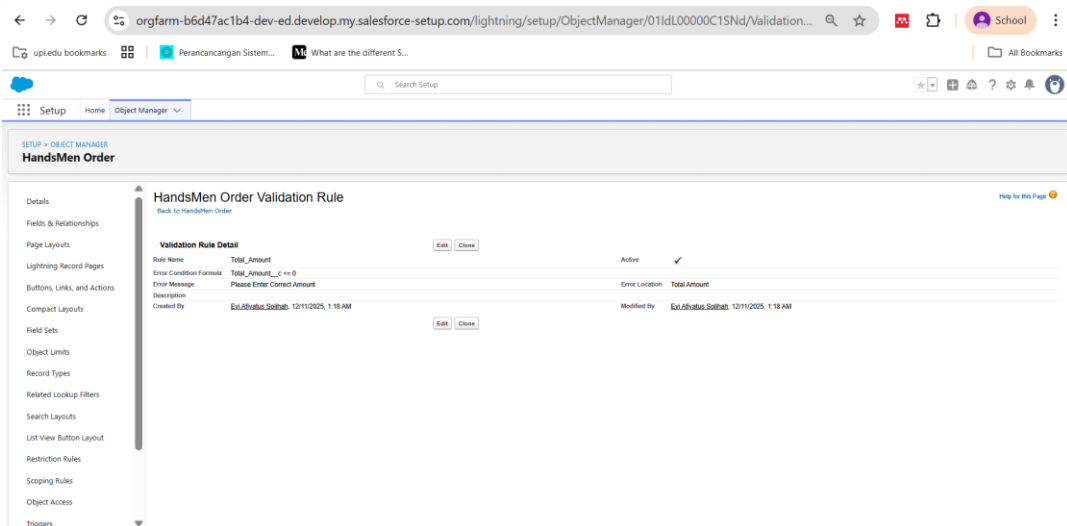 orgfarm-b6d47ac1b4-dev-ed.develop.my.salesforce-setup.com/lightning/setup/ObjectManager/01IdL00000C1SNd/Validation... School
upi.edu bookmarks Perancancangan Sistem... What are the different S... All Bookmarks
Search Setup
Setup Home Object Manager
SETUP > OBJECT MANAGER
HandsMen Order
Details
Fields & Relationships
Page Layouts
Lightning Record Pages
Buttons, Links, and Actions
Compact Layouts
Field Sets
Object Limits
Record Types
Related Lookup Filters
Search Layouts
List View Button Layout
Restriction Rules
Scoping Rules
Object Access
Triggers
HandsMen Order Validation Rule
Help for this Page
Back to HandsMen Order
Validation Rule Detail Edit Clone
Rule Name Total_Amount Active
Error Condition Formula Total_Amount__c <= 0
Error Message Please Enter Correct Amount Error Location Total Amount
Description
Created By Evi Afiyatus Solihah, 12/11/2025, 1:18 AM Modified By Evi Afiyatus Solihah, 12/11/2025, 1:18 AM
Edit Clone